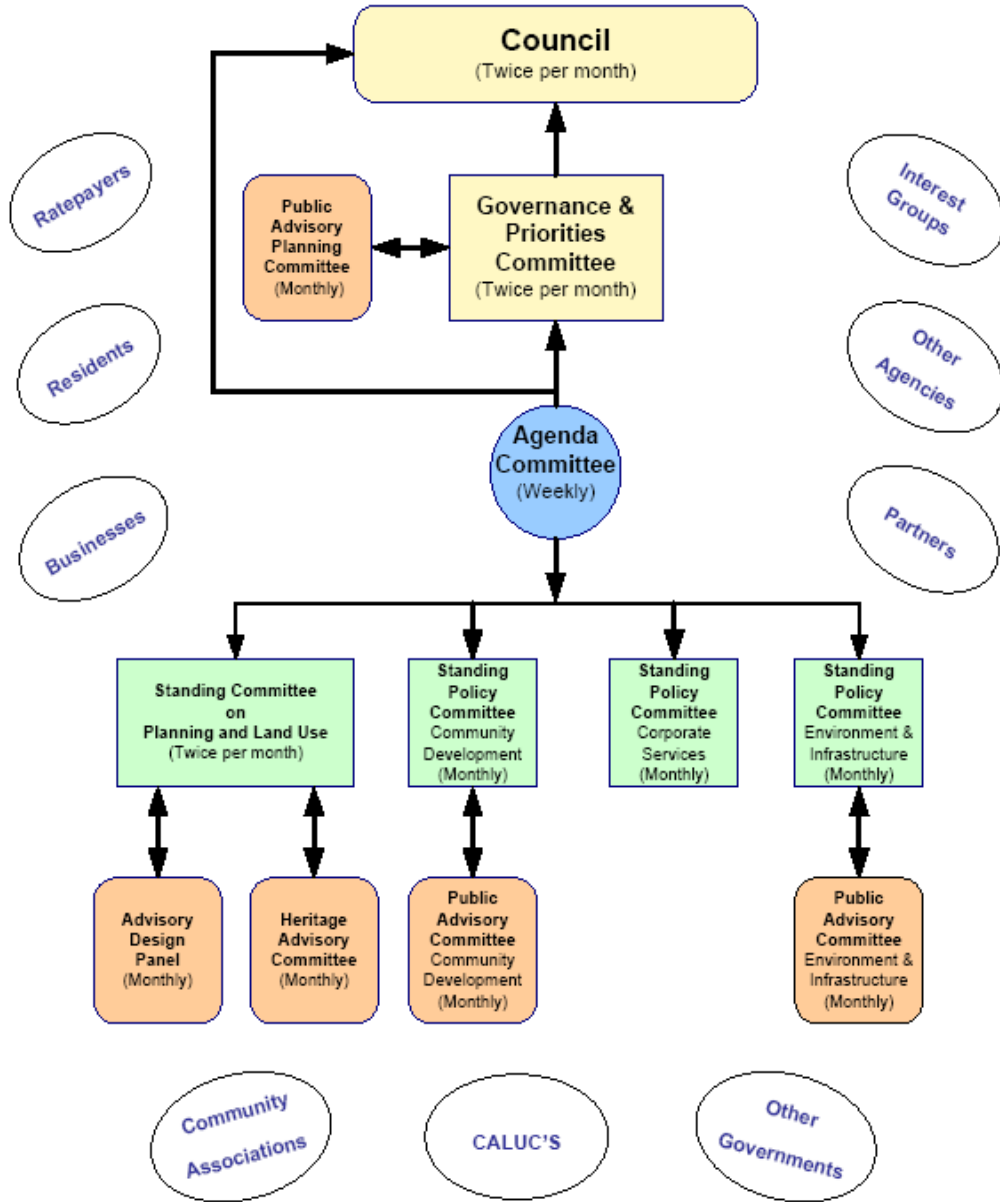 Council
(Twice per month)
Ratepayers
Interest
Groups
Public
Advisory
Planning
Committee
(Monthly)
Governance &
Priorities
Committee
(Twice per month)
Residents
Other
Agencies
Agenda
Committee
(Weekly)
Businesses
Partners
Standing Committee
on
Planning and Land Use
(Twice per month)
Standing
Policy
Committee
Community
Development
(Monthly)
Standing
Policy
Committee
Corporate
Services
(Monthly)
Standing
Policy
Committee
Environment &
Infrastructure
(Monthly)
Advisory
Design
Panel
(Monthly)
Heritage
Advisory
Committee
(Monthly)
Public
Advisory
Committee
Community
Development
(Monthly)
Public
Advisory
Committee
Environment &
Infrastructure
(Monthly)
Community
Associations
CALUC'S
Other
Governments